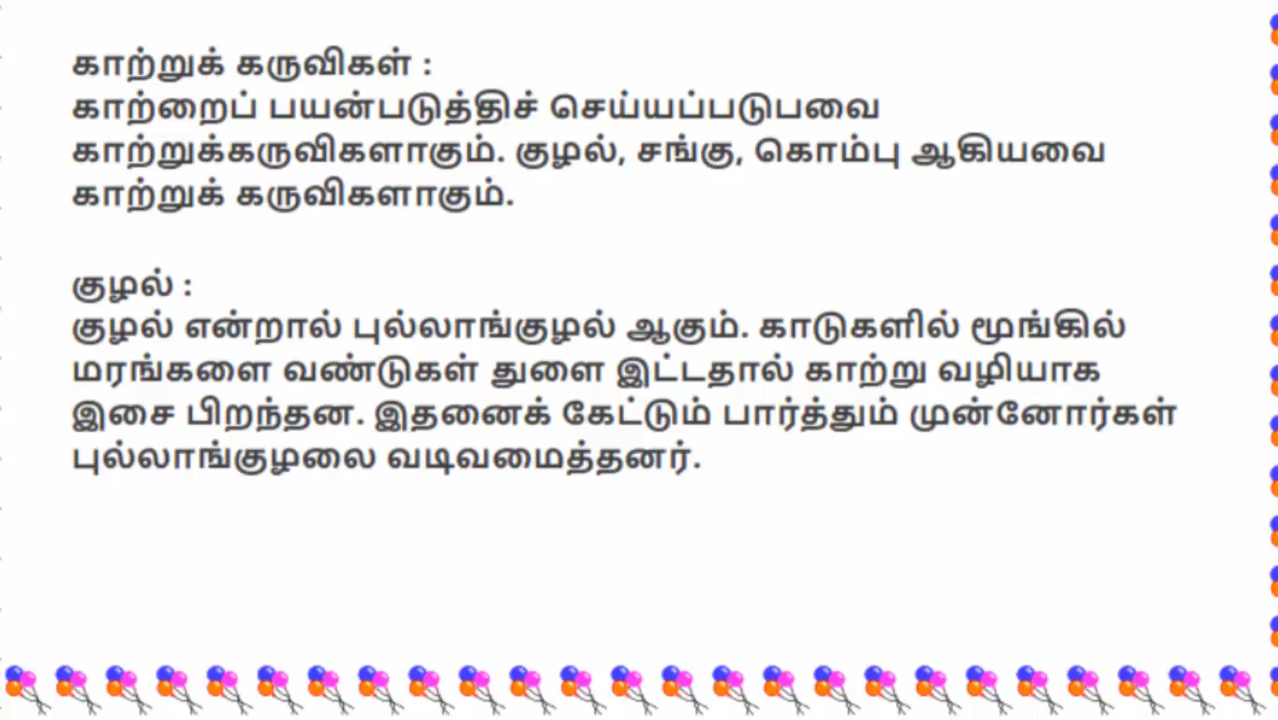 காற்றுக் கருவிகள் :
காற்றைப் பயன்படுத்திச் செய்யப்படுபவை
காற்றுக்கருவிகளாகும். குழல், சங்கு, கொம்பு ஆகியவை
காற்றுக் கருவிகளாகும்.
குழல் :
குழல் என்றால் புல்லாங்குழல் ஆகும். காடுகளில் மூங்கில்
மரங்களை வண்டுகள் துளை இட்டதால் காற்று வழியாக
இசை பிறந்தன. இதனைக் கேட்டும் பார்த்தும் முன்னோர்கள்
புல்லாங்குழலை வடிவமைத்தனர்.